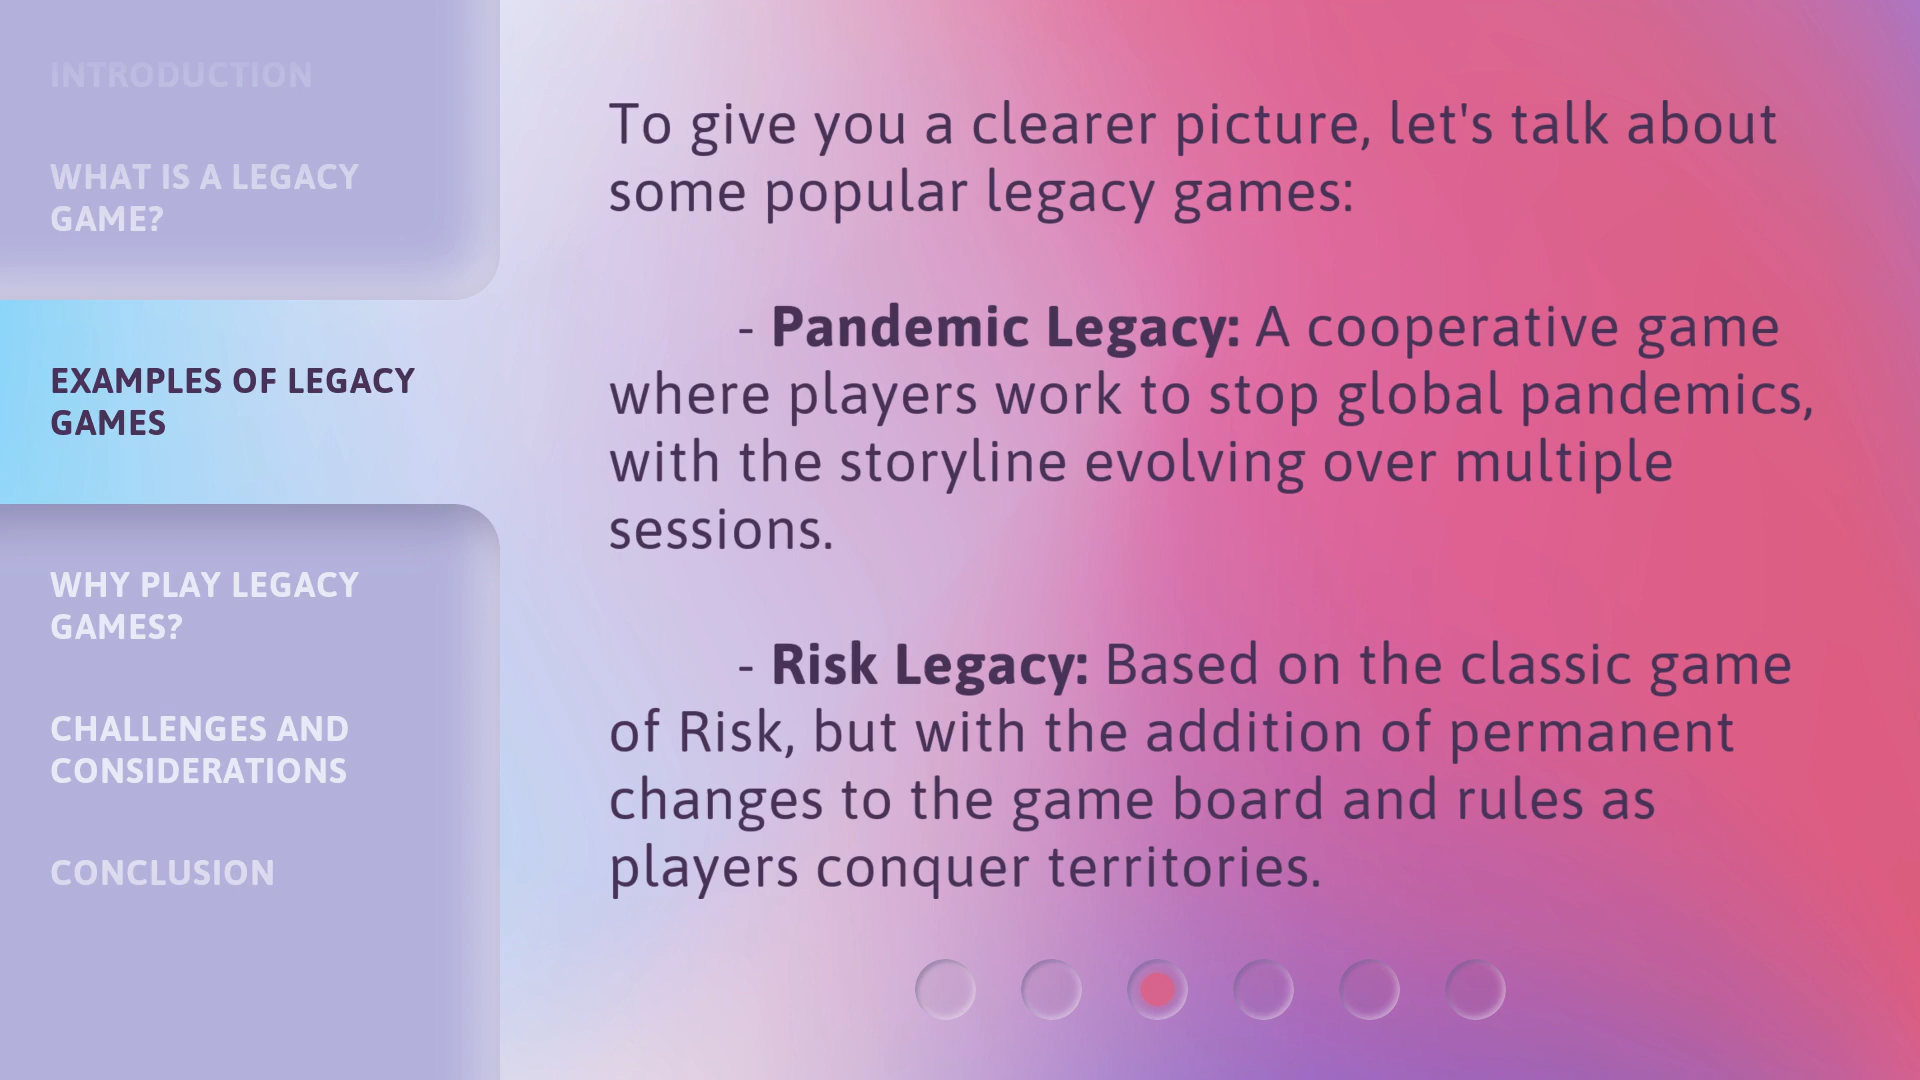 INTRODUCTION
WHAT IS A LEGACY
GAME?
EXAMPLES OF LEGACY
GAMES
WHY PLAY LEGACY
GAMES?
CHALLENGES AND
CONSIDERATIONS
CONCLUSION
To give you a clearer picture, let's talk about
some popular legacy games:
- Pandemic Legacy: A cooperative game
where players work to stop global pandemics,
with the storyline evolving over multiple
sessions.
- Risk Legacy: Based on the classic game
of Risk, but with the addition of permanent
changes to the game board and rules as
players conquer territories.